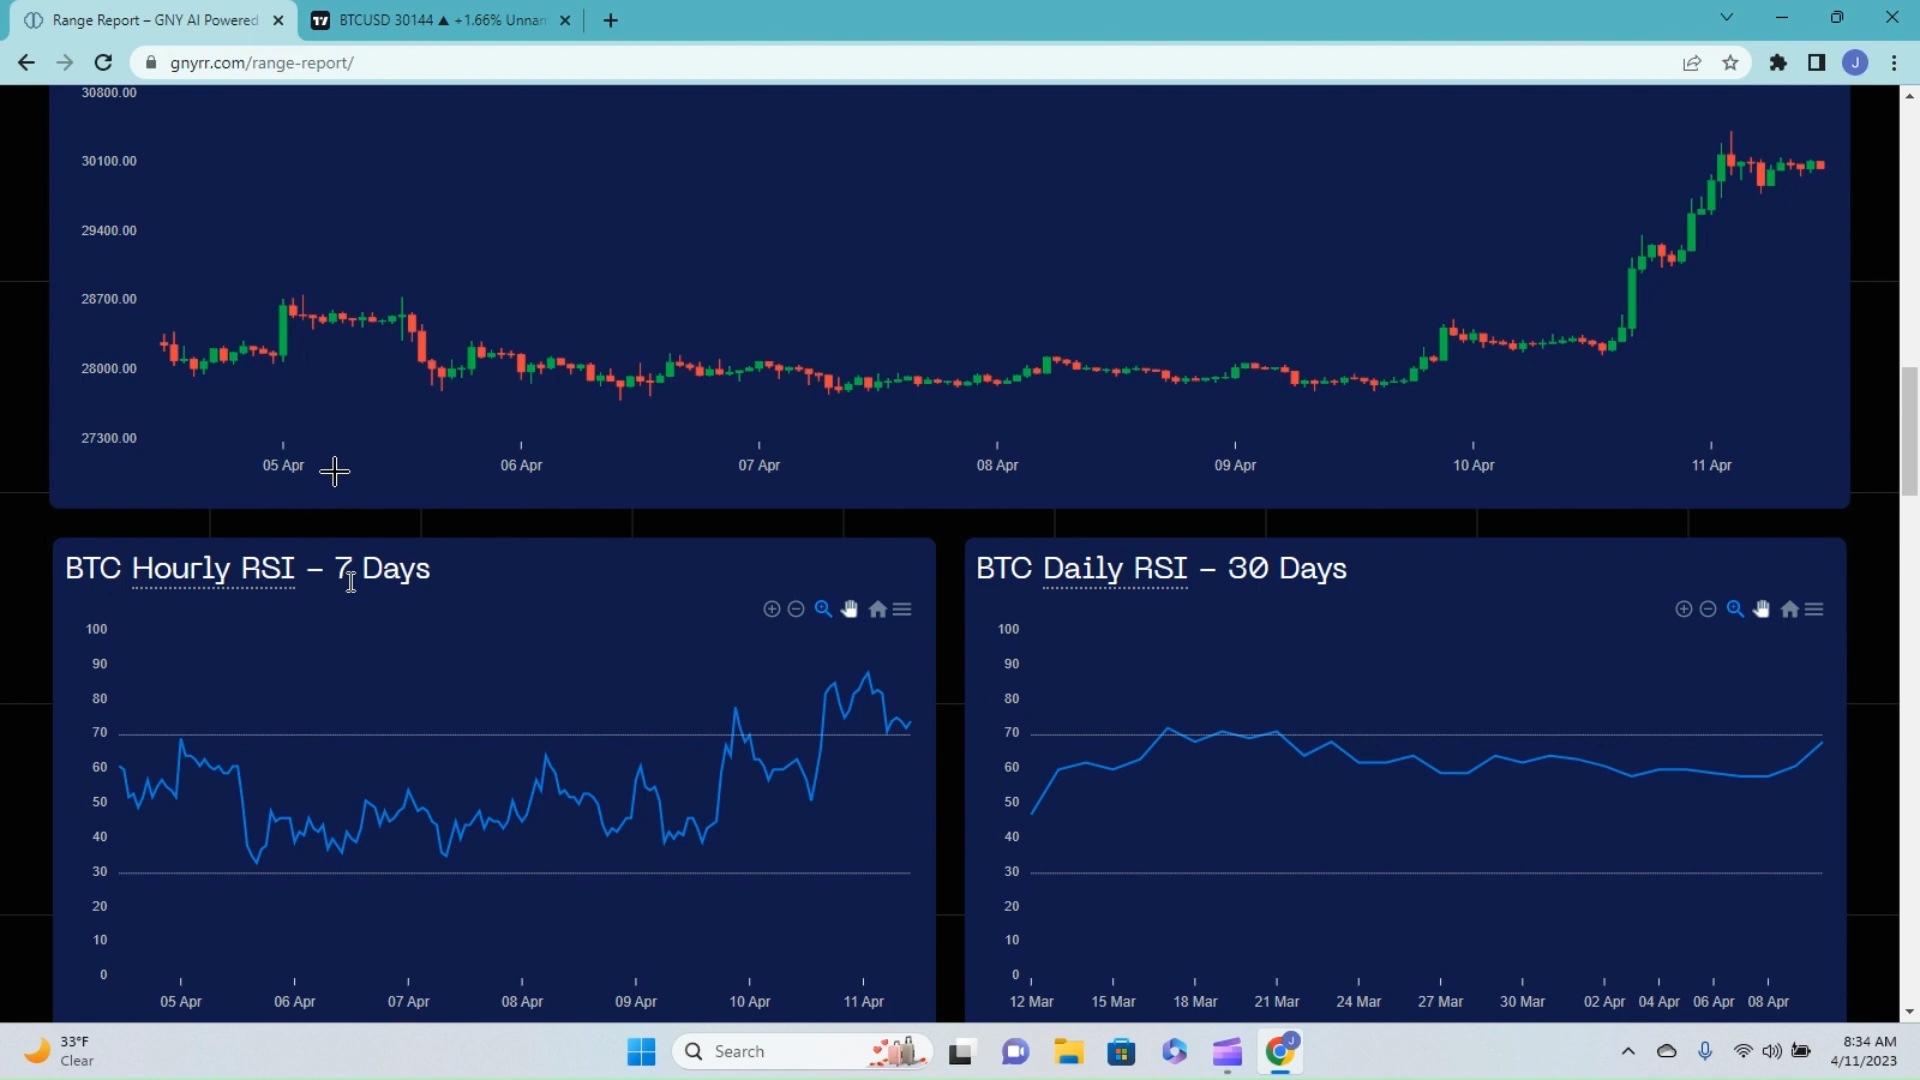 Range Report – GNY AI Powered
BTCUSD 30144 ▲ +1.66% Unnan
gnyrr.com/range-report/
J
30800.00
30100.00
29400.00
28700.00
28000.00
27300.00
05 Apr 06 Apr 07 Apr 08 Apr 09 Apr 10 Apr 11 Apr
BTC Hourly RSI – 7 Days
100
90
80
70
60
50
40
30
20
10
0
05 Apr 06 Apr 07 Apr 08 Apr 09 Apr 10 Apr 11 Apr
BTC Daily RSI – 30 Days
100
90
80
70
60
50
40
30
20
10
0
12 Mar 15 Mar 18 Mar 21 Mar 24 Mar 27 Mar 30 Mar 02 Apr 04 Apr 06 Apr 08 Apr
33°F
Clear
Search
J
8:34 AM
4/11/2023